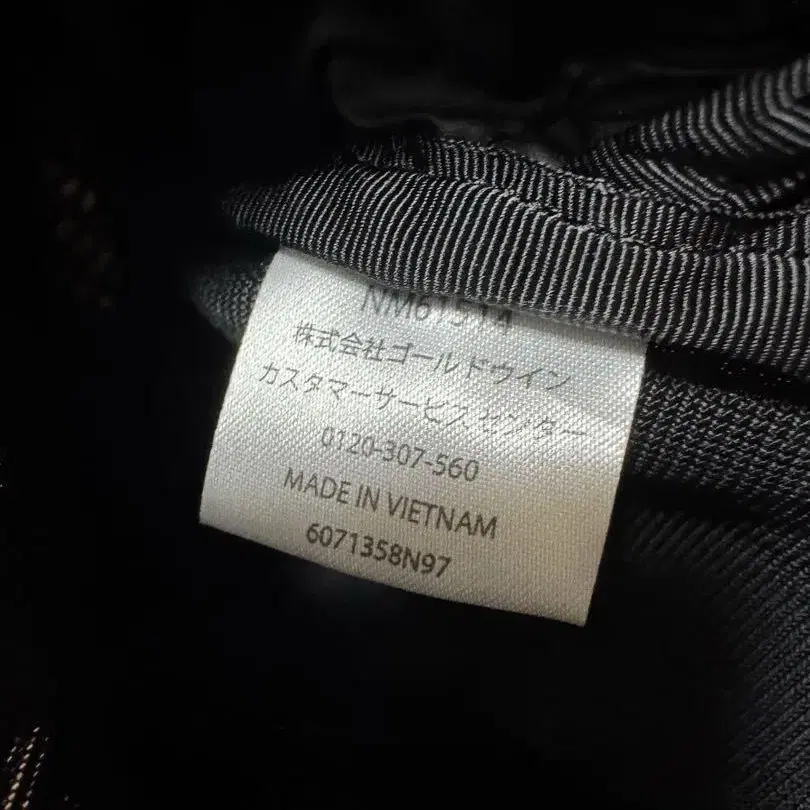 株式会社ゴールドウイン
カスタマーサービスセンター
0120-307-560
MADE IN VIETNAM
6071358N97